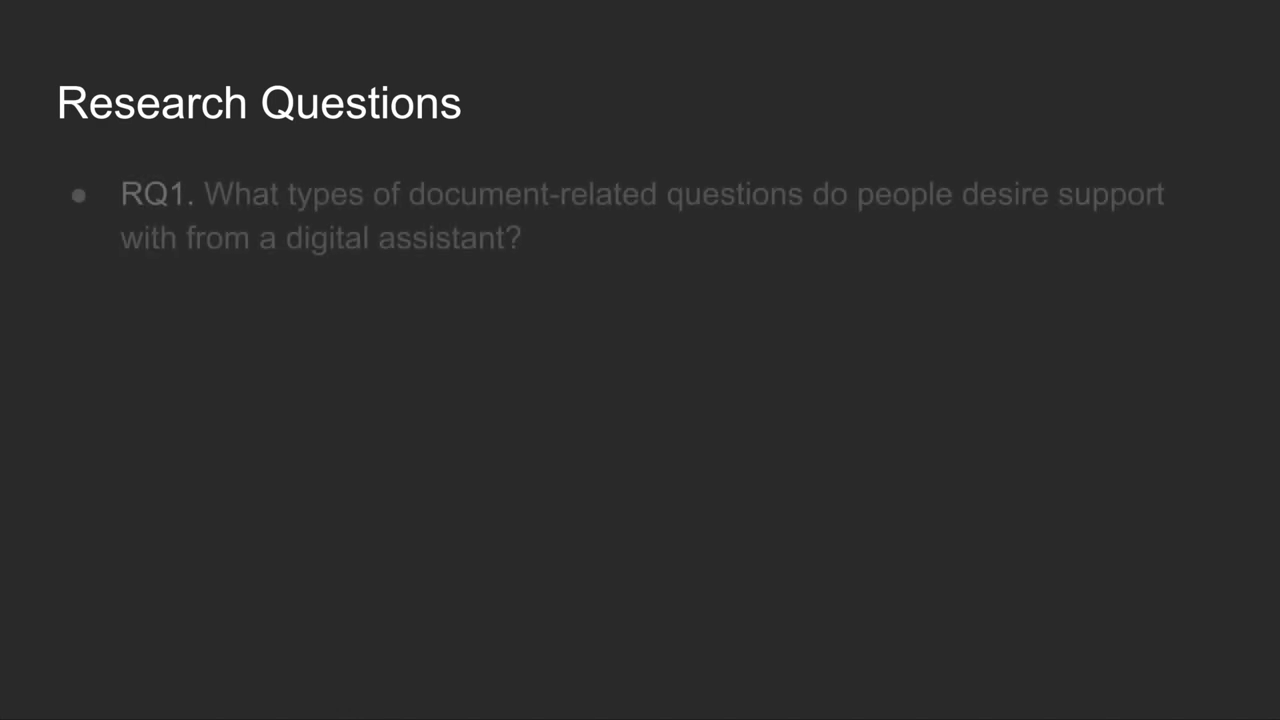 Research Questions
● RQ1. What types of document-related questions do people desire support
with from a digital assistant?